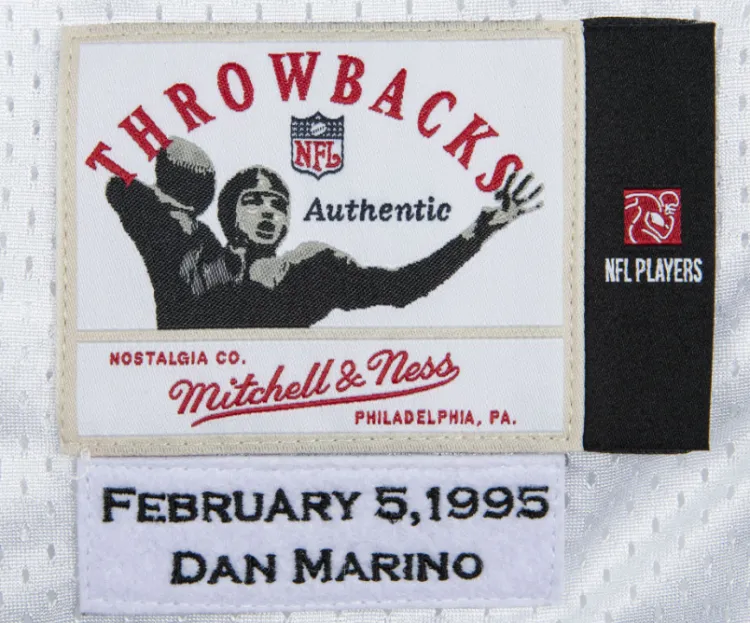 THROWBACKS
NFL
Authentic
NFL PLAYERS
NOSTALGIA CO.
Mitchell & Ness
PHILADELPHIA, PA.
FEBRUARY 5,1995
DAN MARINO